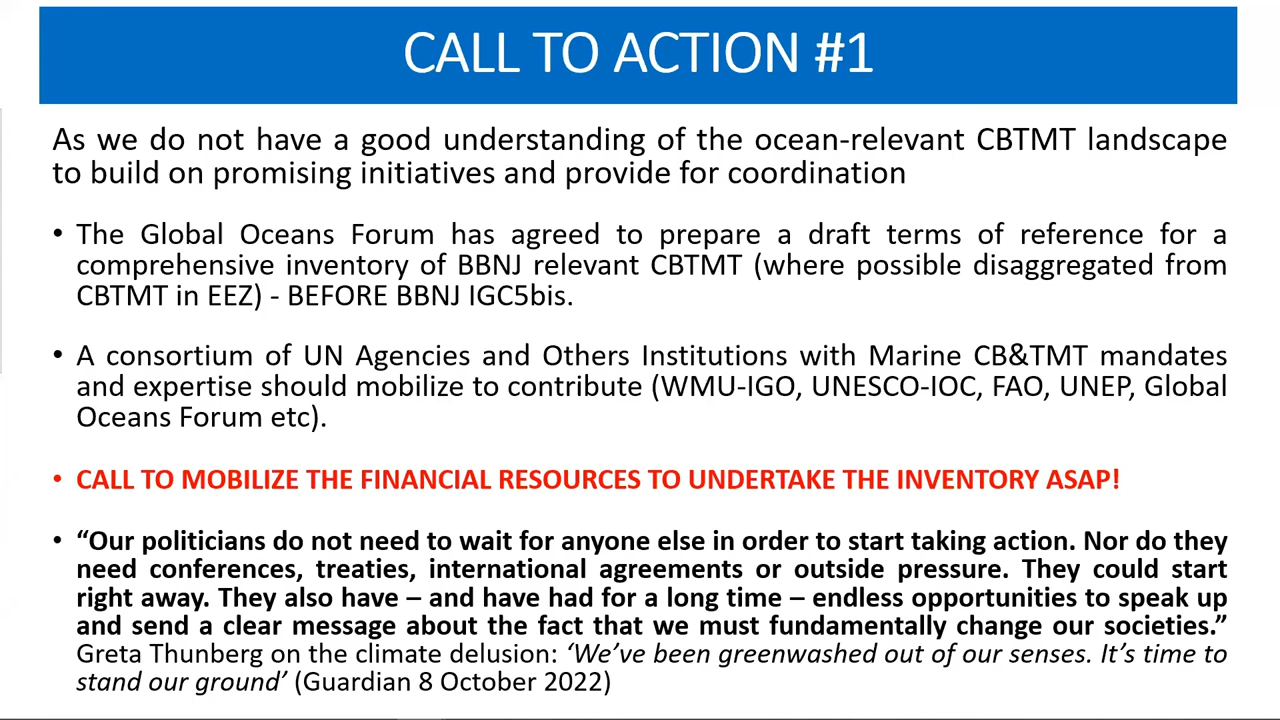 CALL TO ACTION #1
As we do not have a good understanding of the ocean-relevant CBTMT landscape
to build on promising initiatives and provide for coordination
• The Global Oceans Forum has agreed to prepare a draft terms of reference for a
comprehensive inventory of BBNJ relevant CBTMT (where possible disaggregated from
CBTMT in EEZ) - BEFORE BBNJ IGC5bis.
• A consortium of UN Agencies and Others Institutions with Marine CB&TMT mandates
and expertise should mobilize to contribute (WMU-IGO, UNESCO-IOC, FAO, UNEP, Global
Oceans Forum etc).
• CALL TO MOBILIZE THE FINANCIAL RESOURCES TO UNDERTAKE THE INVENTORY ASAP!
• “Our politicians do not need to wait for anyone else in order to start taking action. Nor do they
need conferences, treaties, international agreements or outside pressure. They could start
right away. They also have – and have had for a long time – endless opportunities to speak up
and send a clear message about the fact that we must fundamentally change our societies.”
Greta Thunberg on the climate delusion: ‘We’ve been greenwashed out of our senses. It’s time to
stand our ground’ (Guardian 8 October 2022)